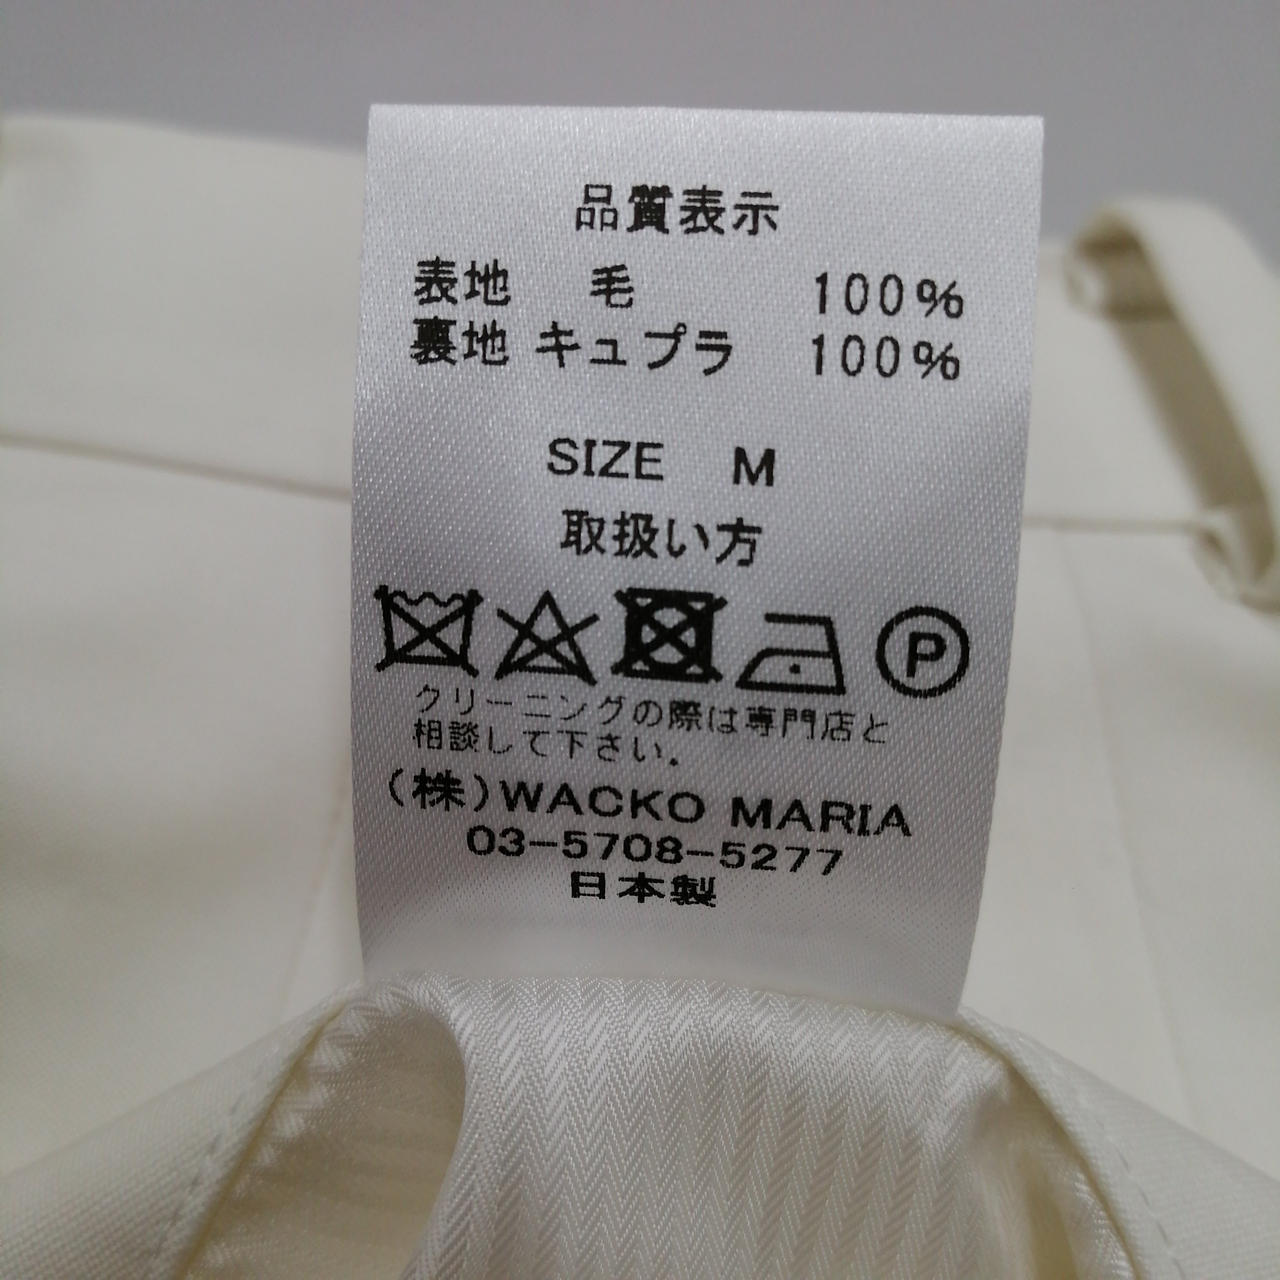 品質表示
表地 毛 100%
裏地 キュプラ 100%
SIZE M
取扱い方
P
クリーニングの際は専門店と
相談して下さい。
(株)WACKO MARIA
03-5708-5277
日本製